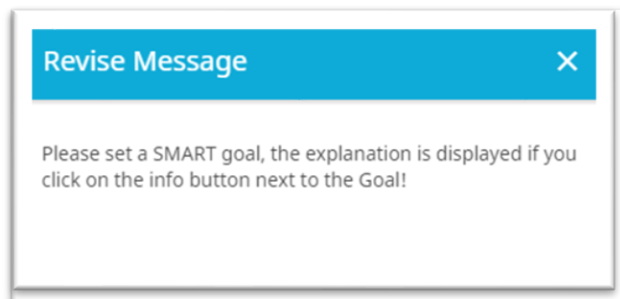 Revise Message
Please set a SMART goal, the explanation is displayed if you
click on the info button next to the Goal!